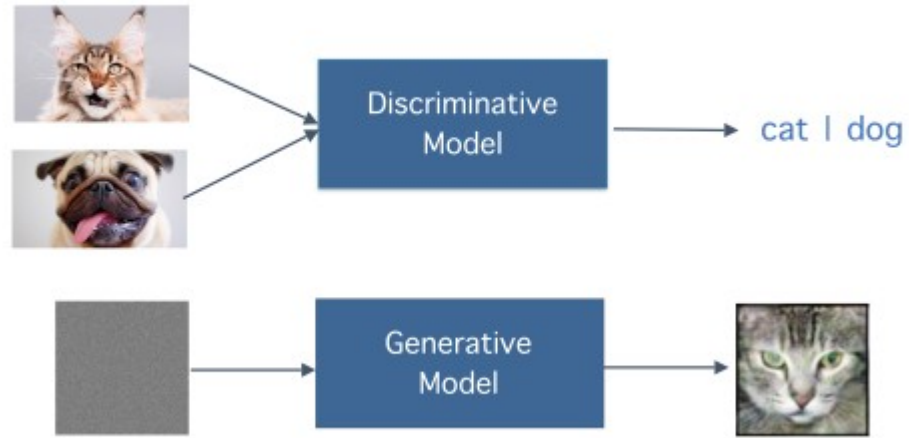 Discriminative
Model
cat | dog
Generative
Model